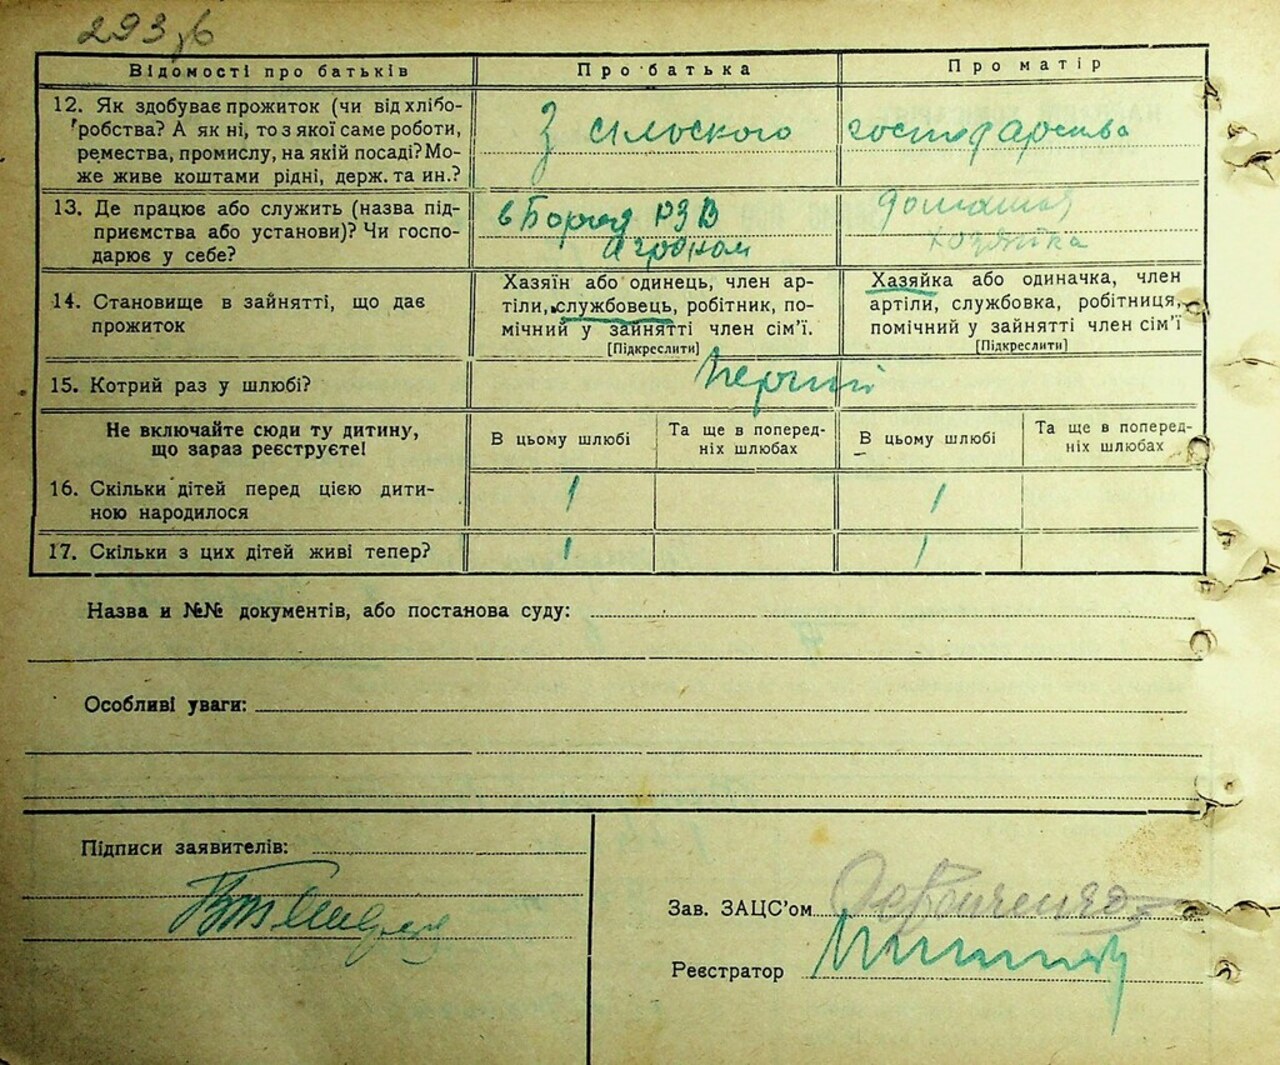 293 зв
Відомості про батьків
Про батька
Про матір
12. Як здобуває прожиток (чи від хлібо-
робства? А як ні, то з якої саме роботи,
ремества, промислу, на якій посаді? Мо-
же живе коштами рідні, держ. та ин.?
З сільского господарства
13. Де працює або служить (назва під-
приємства або установи)? Чи госпо-
дарює у себе?
в РЗВ
агроном
домашня
хозяйка
14. Становище в зайнятті, що дає
прожиток
Хазяїн або одинець, член ар-
тіли, службовець, робітник, по-
мічний у зайнятті член сім'ї.
[Підкреслити]
Хазяйка або одиначка, член
артіли, службовка, робітниця,
помічний у зайнятті член сім'ї
[Підкреслити]
15. Котрий раз у шлюбі?
перший
Не включайте сюди ту дитину,
що зараз реєструєте!
В цьому шлюбі
Та ще в поперед-
ніх шлюбах
В цьому шлюбі
Та ще в поперед-
ніх шлюбах
16. Скільки дітей перед цією дити-
ною народилося
1
1
17. Скільки з цих дітей живі тепер?
1
1
Назва и №№ документів, або постанова суду:
Особливі уваги:
Підписи заявителів:
Зав. ЗАЦС'ом
Реєстратор